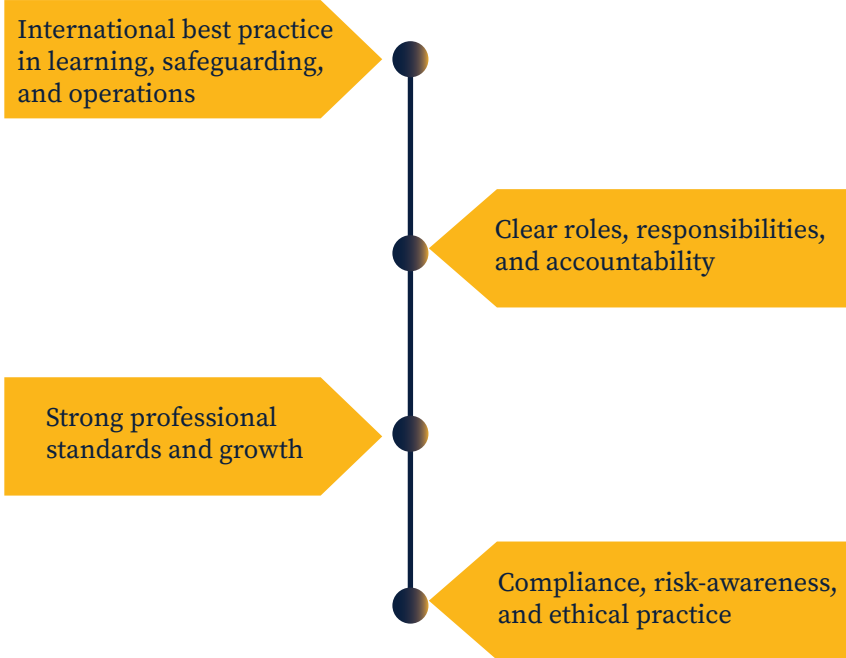 International best practice
in learning, safeguarding,
and operations
Clear roles, responsibilities,
and accountability
Strong professional
standards and growth
Compliance, risk-awareness,
and ethical practice